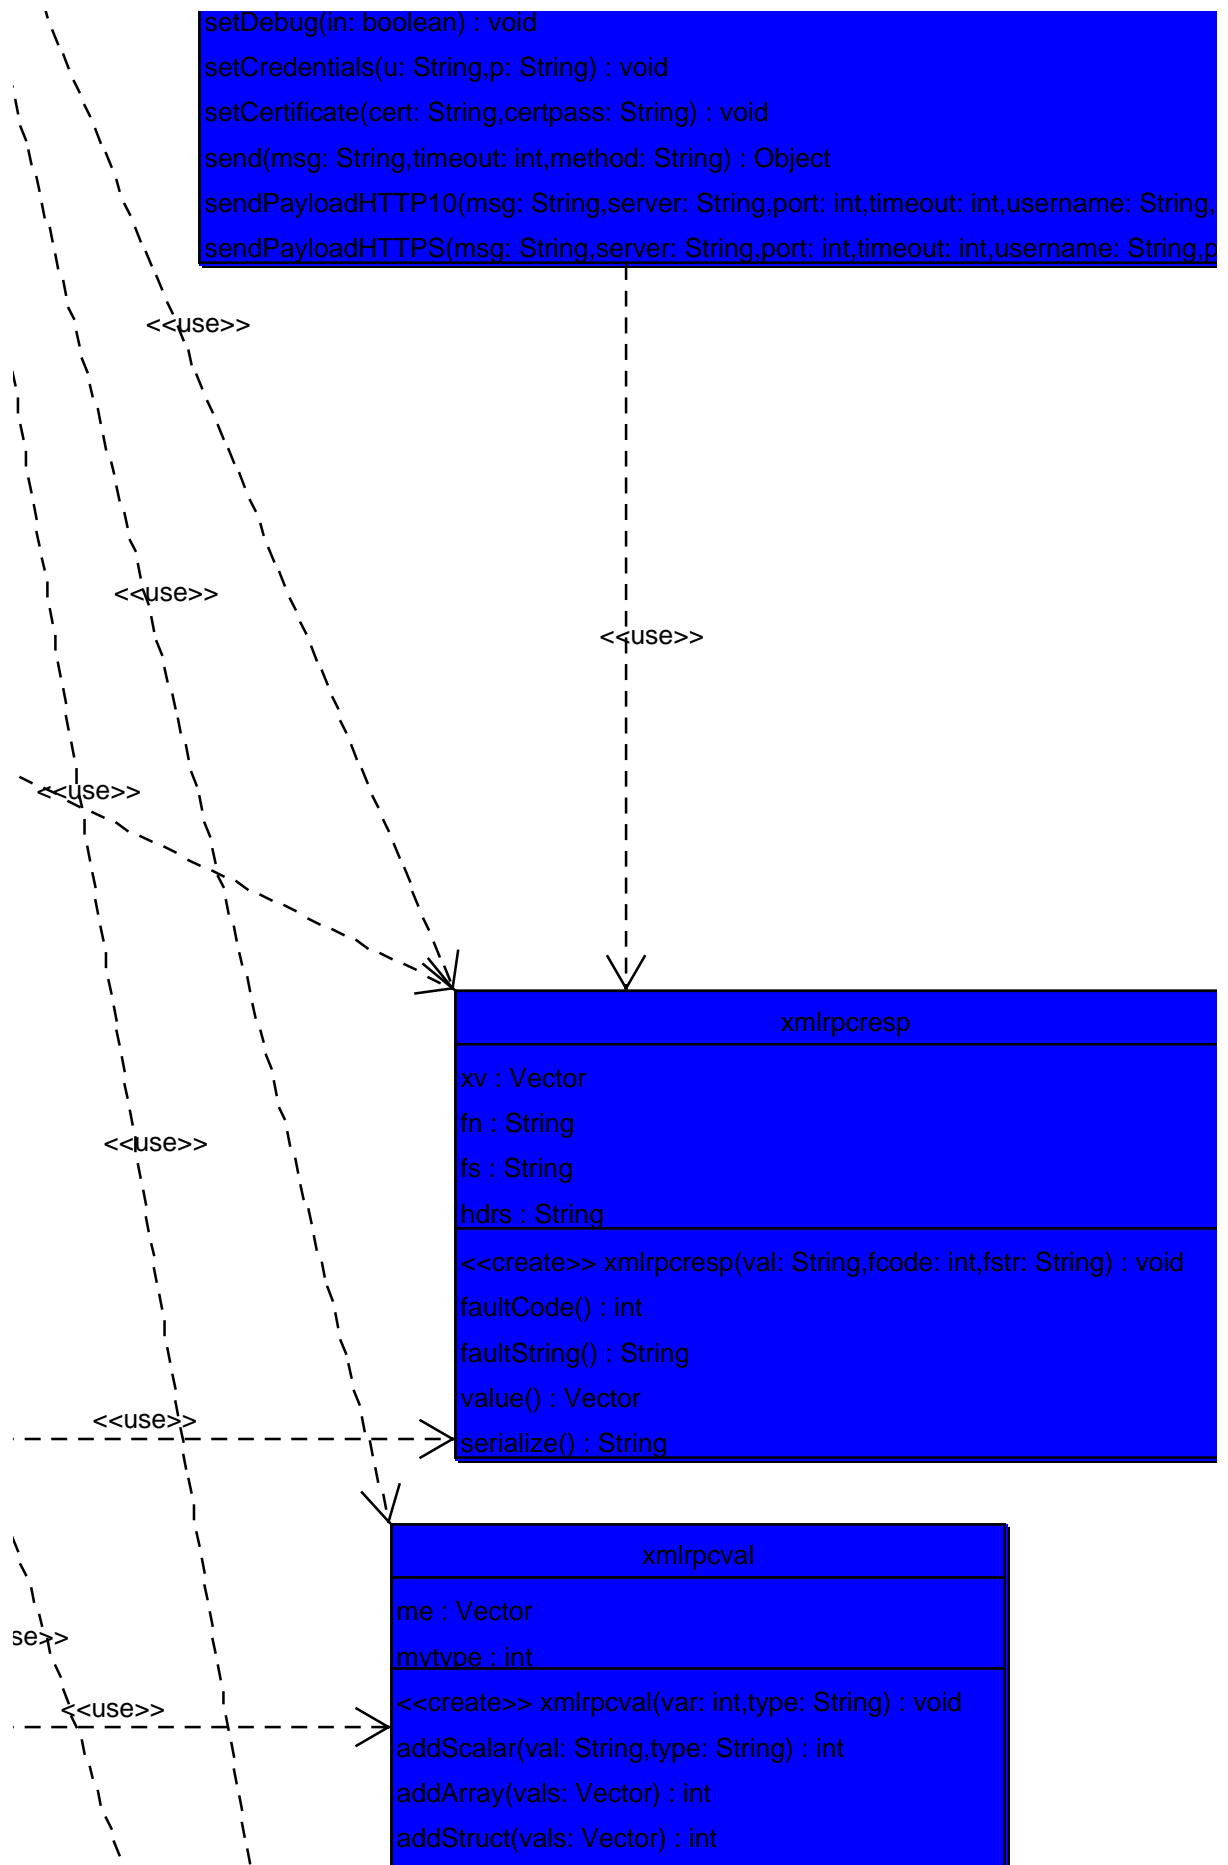 setDebug(in: boolean) : void
setCredentials(u: String,p: String) : void
setCertificate(cert: String,certpass: String) : void
send(msg: String,timeout: int,method: String) : Object
sendPayloadHTTP10(msg: String,server: String,port: int,timeout: int,username: String,
sendPayloadHTTPS(msg: String,server: String,port: int,timeout: int,username: String,p
<<use>>
<<use>>
<<use>>
<<use>>
xmlrpcresp
xv : Vector
fn : String
fs : String
hdrs : String
<<use>>
<<create>> xmlrpcresp(val: String,fcode: int,fstr: String) : void
faultCode() : int
faultString() : String
value() : Vector
serialize() : String
<<use>>
xmlrpcval
me : Vector
mytype : int
se>>
<<use>>
<<create>> xmlrpcval(var: int,type: String) : void
addScalar(val: String,type: String) : int
addArray(vals: Vector) : int
addStruct(vals: Vector) : int